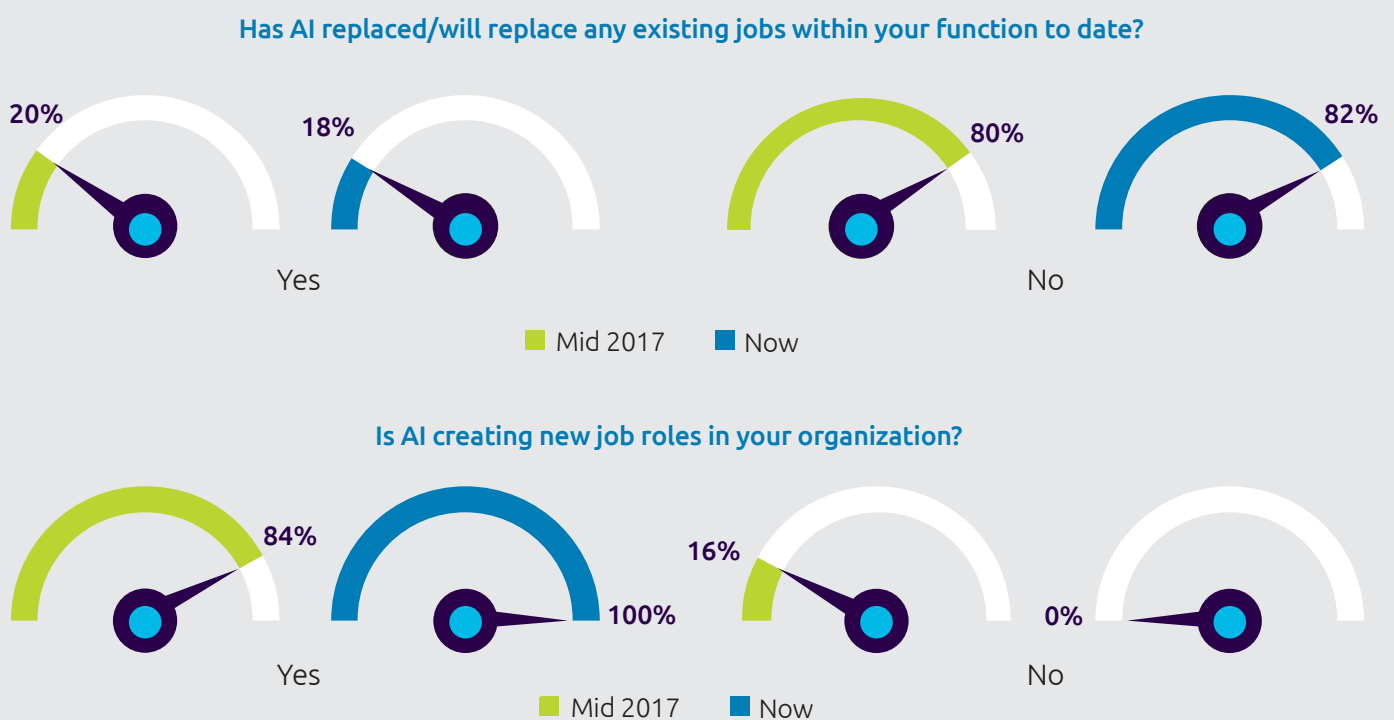 Has AI replaced/will replace any existing jobs within your function to date?
20%
18%
80%
82%
Yes
No
Mid 2017
Now
Is AI creating new job roles in your organization?
84%
100%
16%
0%
Yes
No
Mid 2017
Now